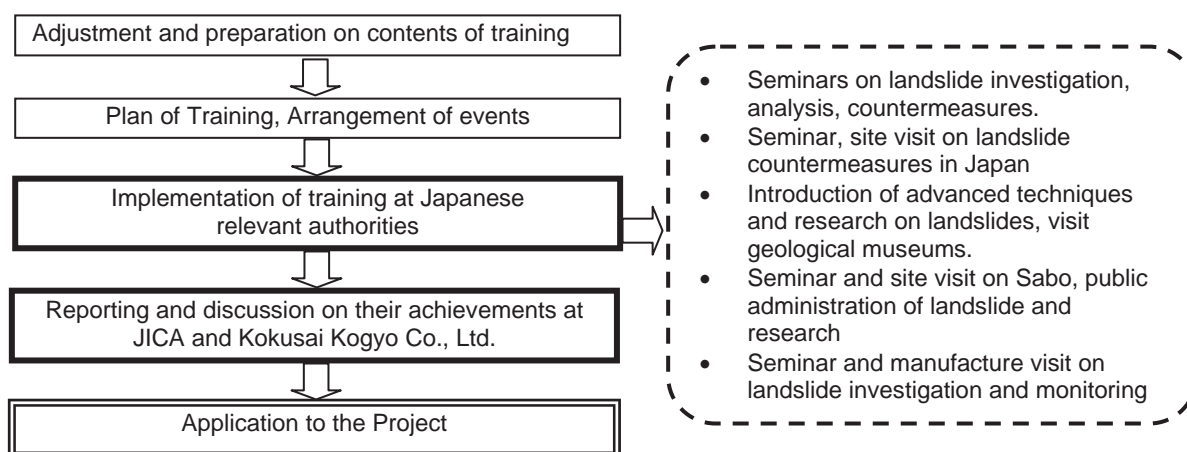 Adjustment and preparation on contents of training
Plan of Training, Arrangement of events
Implementation of training at Japanese
relevant authorities
Reporting and discussion on their achievements at
JICA and Kokusai Kogyo Co., Ltd.
Application to the Project
• Seminars on landslide investigation,
analysis, countermeasures.
• Seminar, site visit on landslide
countermeasures in Japan
• Introduction of advanced techniques
and research on landslides, visit
geological museums.
• Seminar and site visit on Sabo, public
administration of landslide and
research
• Seminar and manufacture visit on
landslide investigation and monitoring